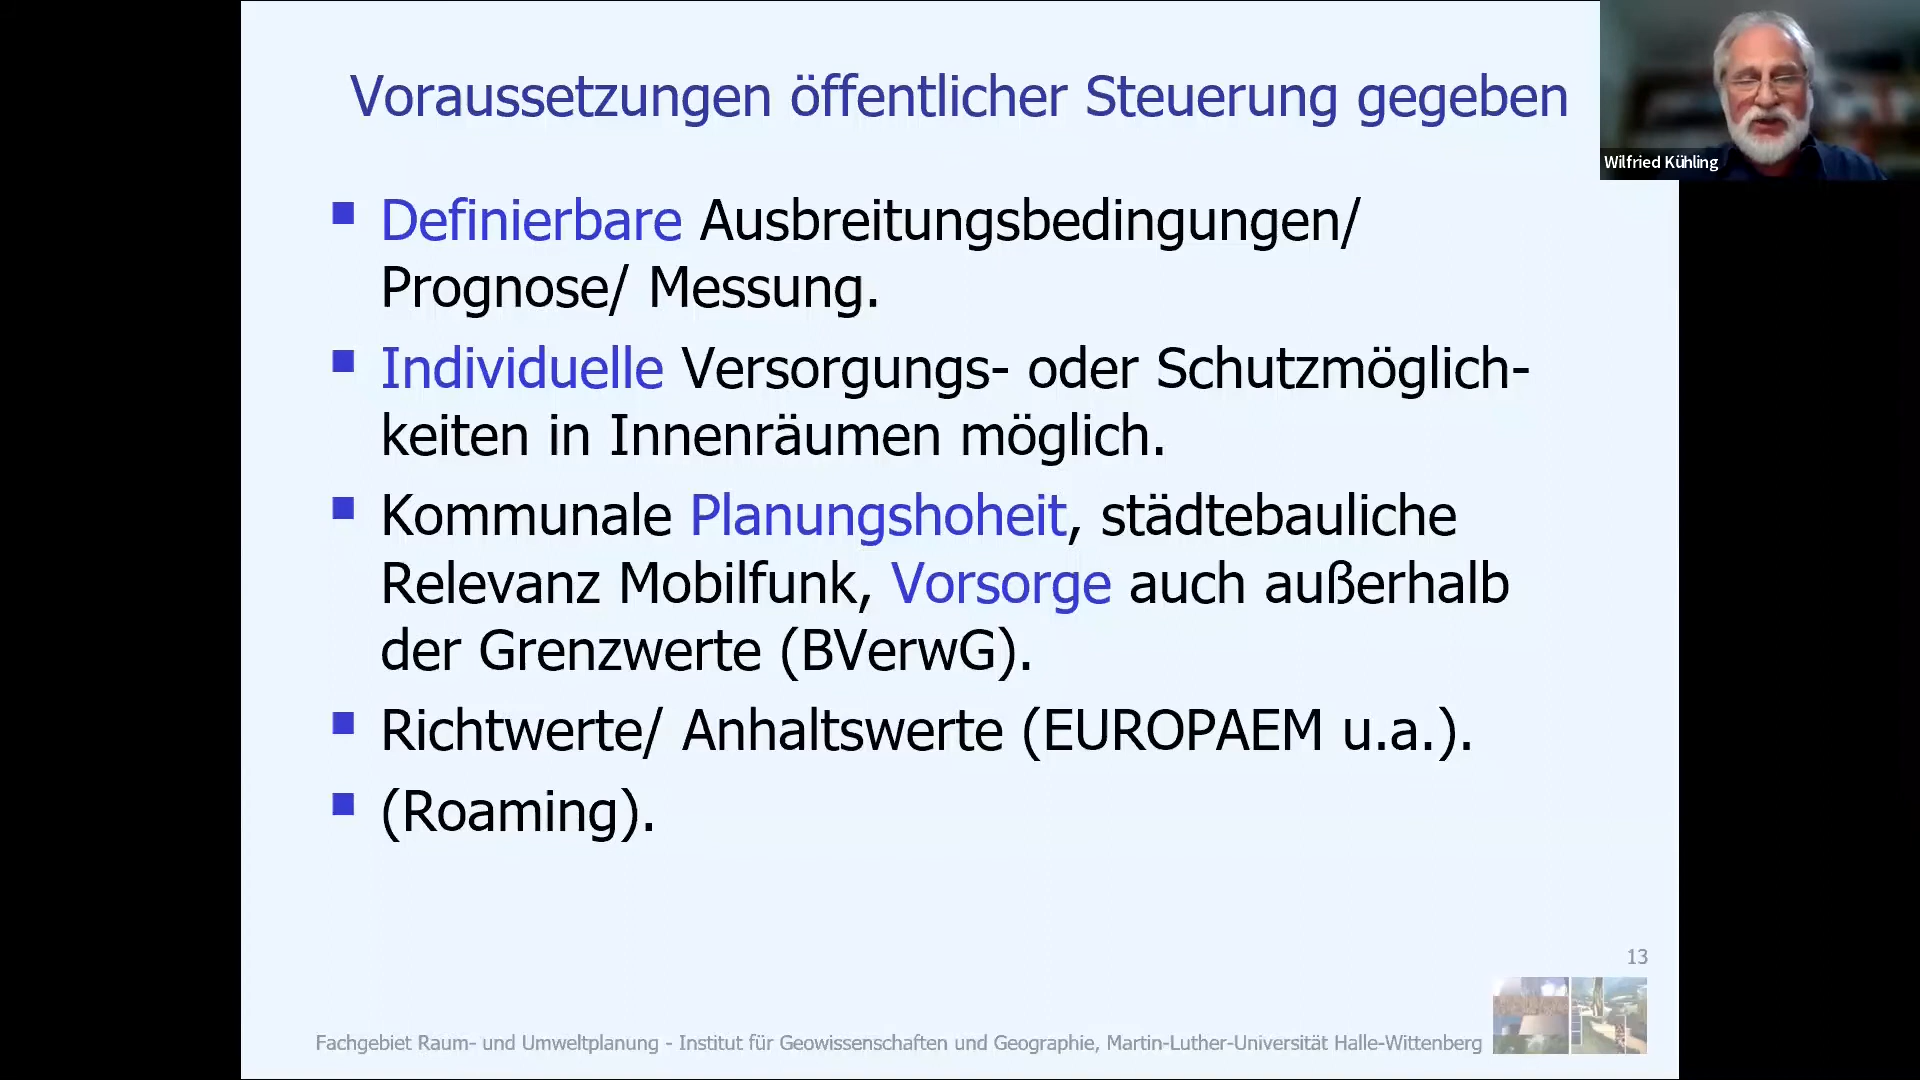 Voraussetzungen öffentlicher Steuerung gegeben
Wilfried Kühling
Definierbare Ausbreitungsbedingungen/
Prognose/ Messung.
Individuelle Versorgungs- oder Schutzmöglich-
keiten in Innenräumen möglich.
Kommunale Planungshoheit, städtebauliche
Relevanz Mobilfunk, Vorsorge auch außerhalb
der Grenzwerte (BVerwG).
Richtwerte/ Anhaltswerte (EUROPAEM u.a.).
(Roaming).
13
Fachgebiet Raum- und Umweltplanung - Institut für Geowissenschaften und Geographie, Martin-Luther-Universität Halle-Wittenberg